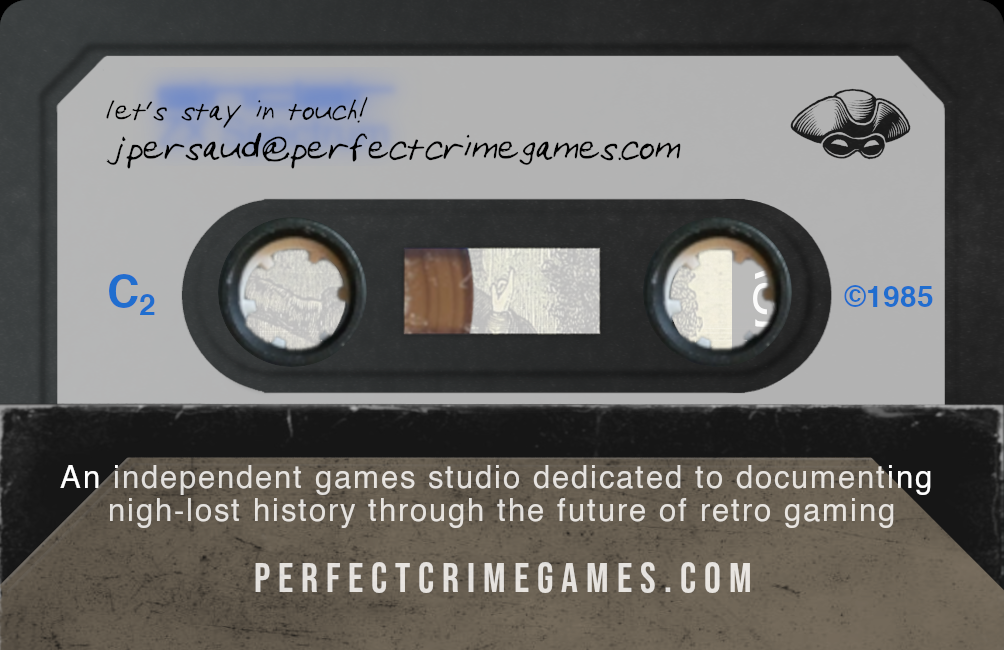 let's stay in touch!
jpersaud@perfectcrimegames.com
C2
©1985
An independent games studio dedicated to documenting
nigh-lost history through the future of retro gaming
PERFECTCRIMEGAMES.COM